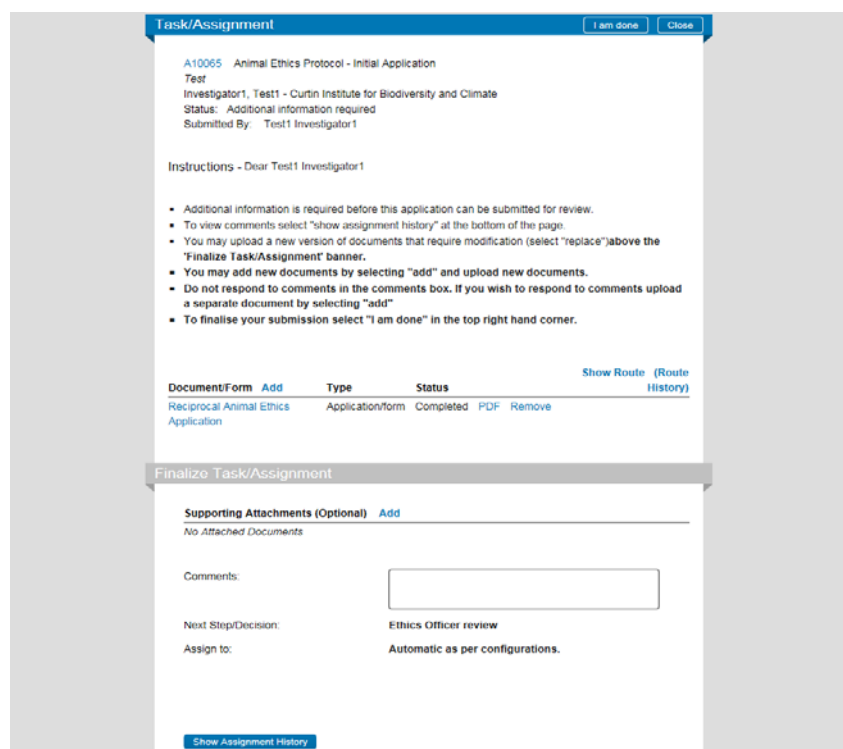 Task/Assignment I am done Close
A10065 Animal Ethics Protocol - Initial Application
Test
Investigator1, Test1 - Curtin Institute for Biodiversity and Climate
Status: Additional information required
Submitted By: Test1 Investigator1
Instructions - Dear Test1 Investigator1
▪ Additional information is required before this application can be submitted for review.
▪ To view comments select "show assignment history" at the bottom of the page.
▪ You may upload a new version of documents that require modification (select "replace")above the
'Finalize Task/Assignment' banner.
▪ You may add new documents by selecting "add" and upload new documents.
▪ Do not respond to comments in the comments box. If you wish to respond to comments upload
a separate document by selecting "add"
▪ To finalise your submission select "I am done" in the top right hand corner.
Show Route (Route
Document/Form Add Type Status History)
Reciprocal Animal Ethics Application/form Completed PDF Remove
Application
Finalize Task/Assignment
Supporting Attachments (Optional) Add
No Attached Documents
Comments:
Next Step/Decision: Ethics Officer review
Assign to: Automatic as per configurations.
Show Assignment History